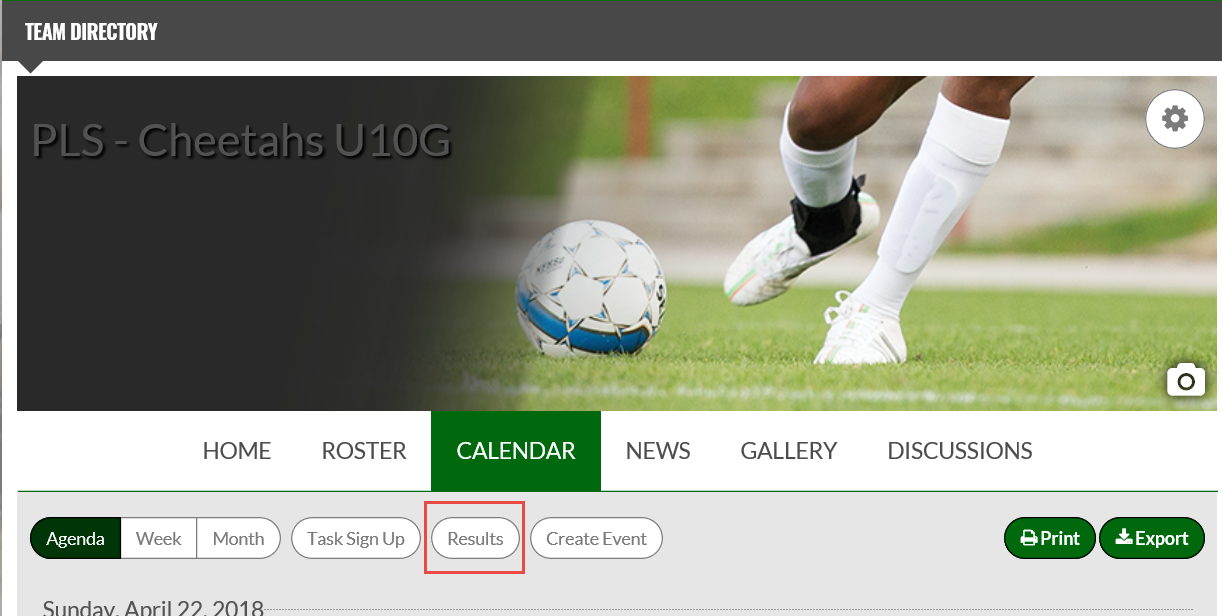 TEAM DIRECTORY
PLS - Cheetahs U10G
HOME ROSTER CALENDAR NEWS GALLERY DISCUSSIONS
Agenda Week Month Task Sign Up Results Create Event Print Export
Sunday, April 22, 2018